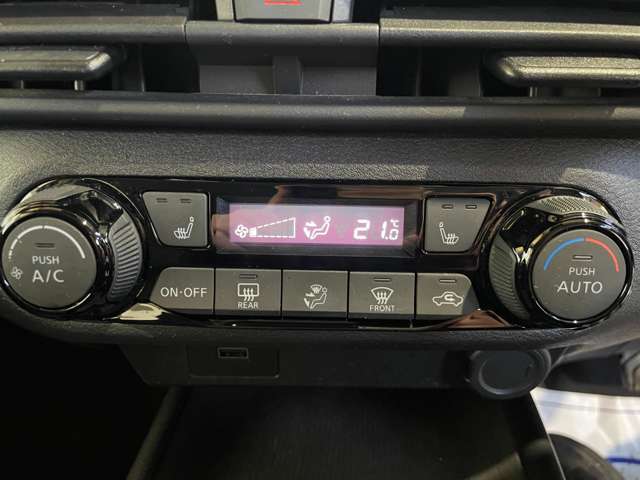 21.0 °C
PUSH
A/C
ON·OFF
REAR
FRONT
PUSH
AUTO